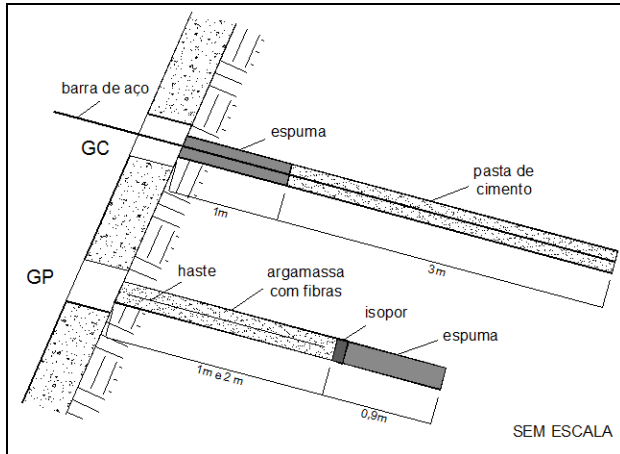 barra de aço
espuma
GC
pasta de
cimento
1m
3m
GP
haste
argamassa
com fibras
isopor
espuma
1m e 2 m
0,9m
SEM ESCALA